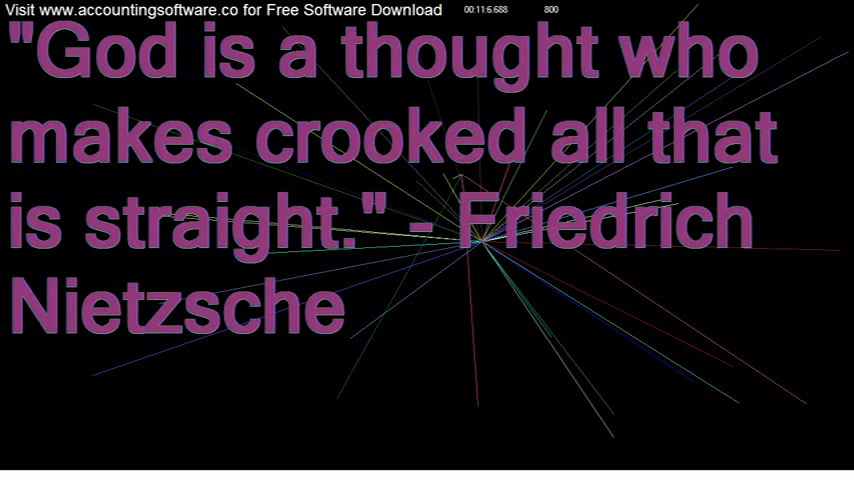 Visit www.accountingsoftware.co for Free Software Download 00:11:6.688 800
"God is a thought who
makes crooked all that
is straight." - Friedrich
Nietzsche